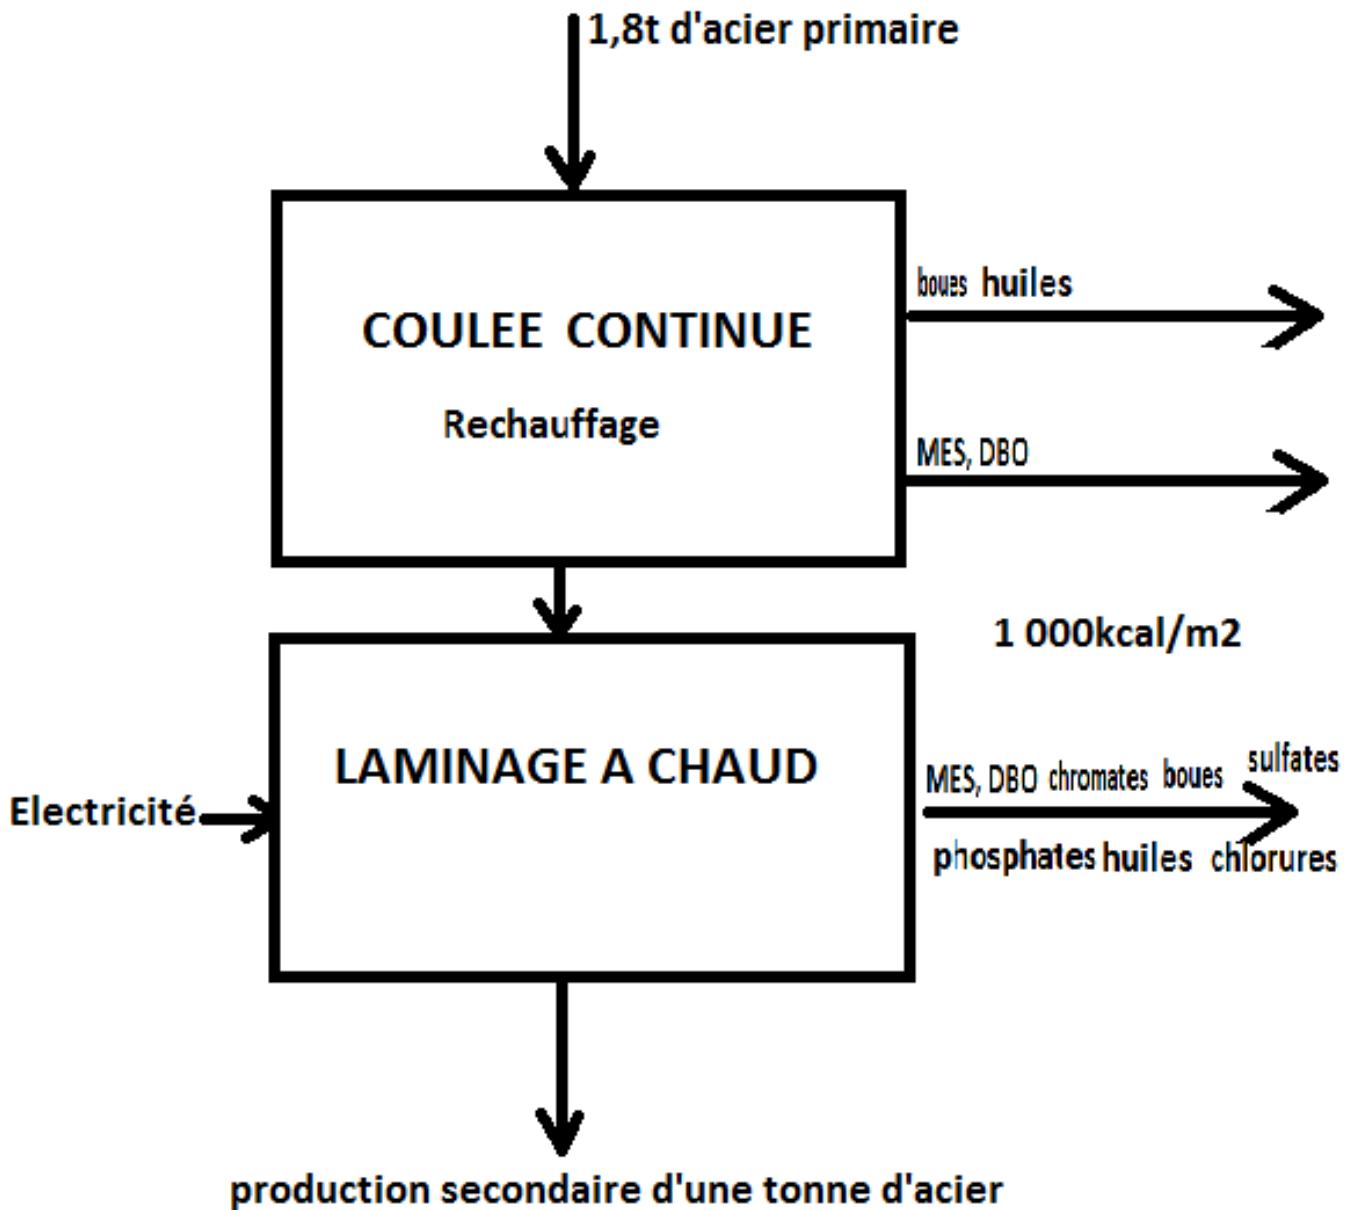 1,8t d'acier primaire
COULEE CONTINUE
Rechauffage
boues huiles
MES, DBO
1 000kcal/m2
LAMINAGE A CHAUD
Electricité
MES, DBO chromates boues sulfates
phosphates huiles chlorures
production secondaire d'une tonne d'acier